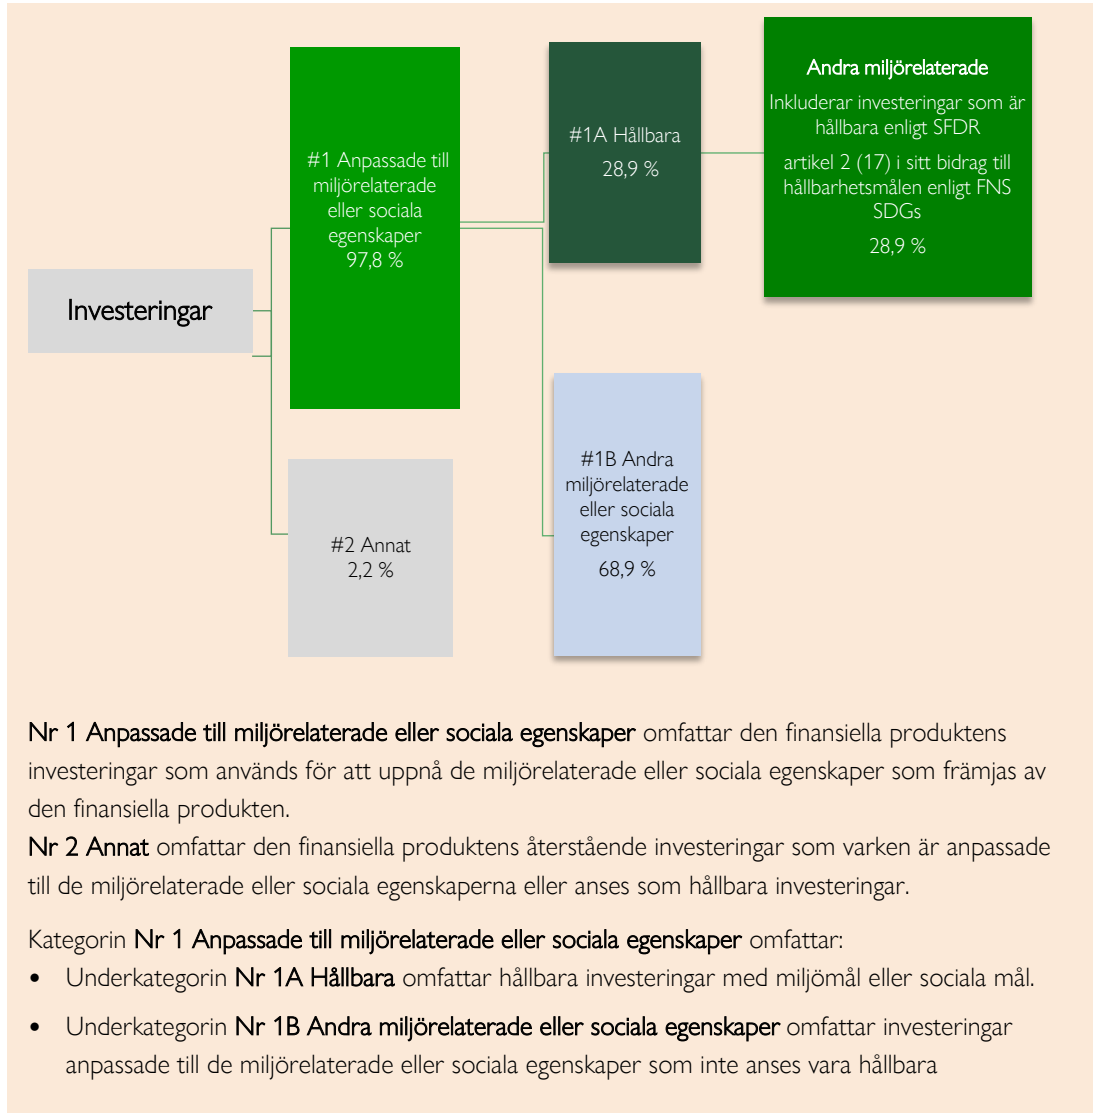 Investeringar
#1 Anpassade till
miljörelaterade
eller sociala
egenskaper
97,8 %
#2 Annat
2,2 %
#1A Hållbara
28,9 %
#1B Andra
miljörelaterade
eller sociala
egenskaper
68,9 %
Andra miljörelaterade
Inkluderar investeringar som är
hållbara enligt SFDR
artikel 2 (17) i sitt bidrag till
hållbarhetsmålen enligt FNS
SDGs
28,9 %
Nr 1 Anpassade till miljörelaterade eller sociala egenskaper omfattar den finansiella produktens
investeringar som används för att uppnå de miljörelaterade eller sociala egenskaper som främjas av
den finansiella produkten.
Nr 2 Annat omfattar den finansiella produktens återstående investeringar som varken är anpassade
till de miljörelaterade eller sociala egenskaperna eller anses som hållbara investeringar.
Kategorin Nr 1 Anpassade till miljörelaterade eller sociala egenskaper omfattar:
• Underkategorin Nr 1A Hållbara omfattar hållbara investeringar med miljömål eller sociala mål.
• Underkategorin Nr 1B Andra miljörelaterade eller sociala egenskaper omfattar investeringar
anpassade till de miljörelaterade eller sociala egenskaper som inte anses vara hållbara